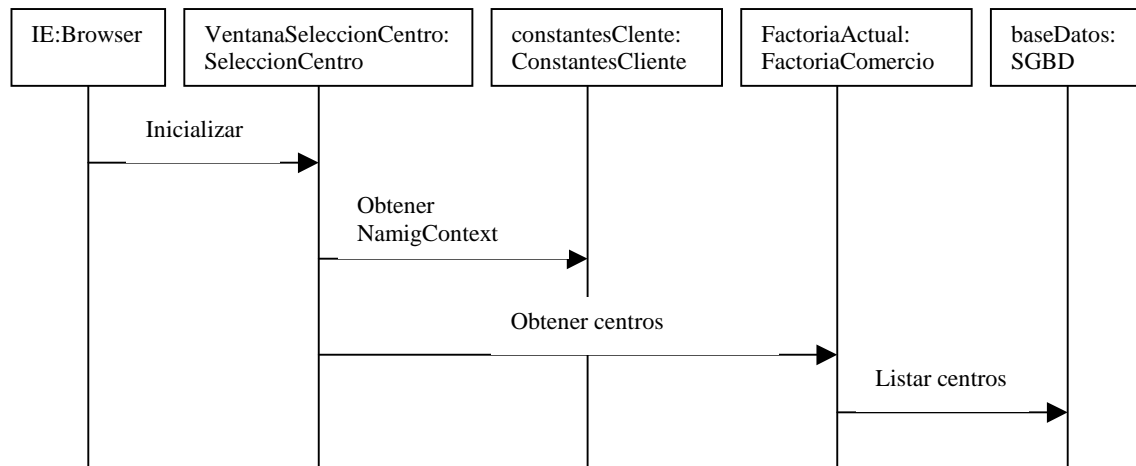 IE:Browser
VentanaSeleccionCentro:
SeleccionCentro
constantesClente:
ConstantesCliente
FactoriaActual:
FactoriaComercio
baseDatos:
SGBD
Inicializar
Obtener
NamigContext
Obtener centros
Listar centros